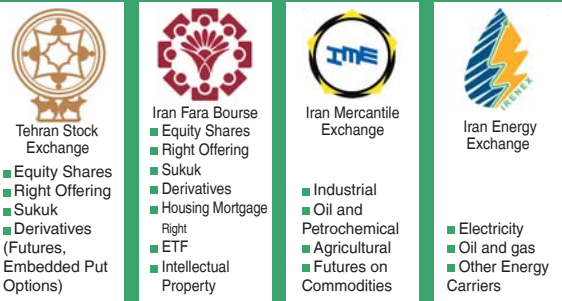 Tehran Stock
Exchange
Equity Shares
Right Offering
Sukuk
Derivatives
(Futures,
Embedded Put
Options)
Iran Fara Bourse
Equity Shares
Right Offering
Sukuk
Derivatives
Housing Mortgage
Right
ETF
Intellectual
Property
IME
Iran Mercantile
Exchange
Industrial
Oil and
Petrochemical
Agricultural
Futures on
Commodities
IRENEX
Iran Energy
Exchange
Electricity
Oil and gas
Other Energy
Carriers